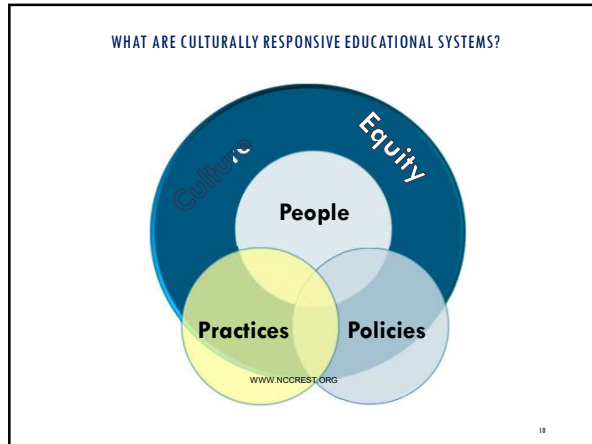 WHAT ARE CULTURALLY RESPONSIVE EDUCATIONAL SYSTEMS?
Culture
Equity
People
Practices
Policies
WWW.NCCREST.ORG
10